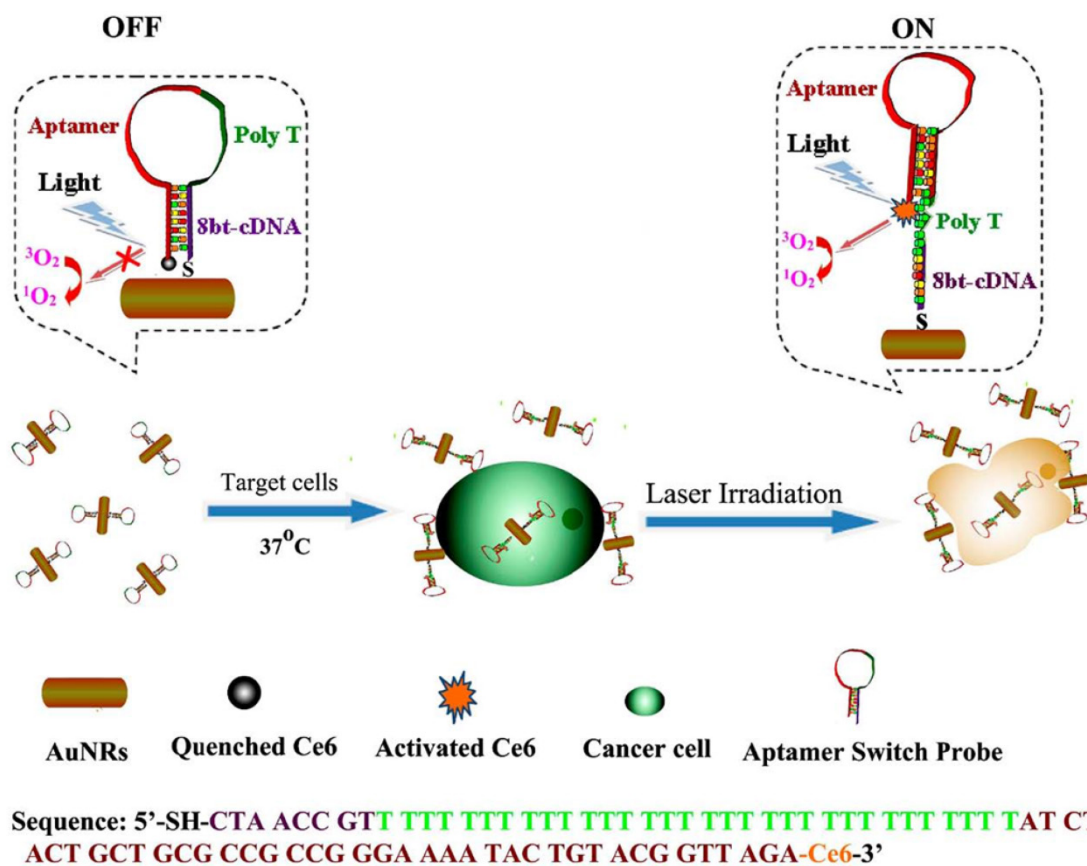 OFF
ON
Aptamer
Poly T
Light
8bt-cDNA
³O₂
¹O₂
S
Aptamer
Light
Poly T
³O₂
¹O₂
8bt-cDNA
S
Target cells
37⁰C
Laser Irradiation
AuNRs
Quenched Ce6
Activated Ce6
Cancer cell
Aptamer Switch Probe
Sequence: 5’-SH-CTA ACC GTT TTT TTT TTT TTT TTT TTT TTT TTT TTT TTT TAT CT
ACT GCT GCG CCG CCG GGA AAA TAC TGT ACG GTT AGA-Ce6-3’